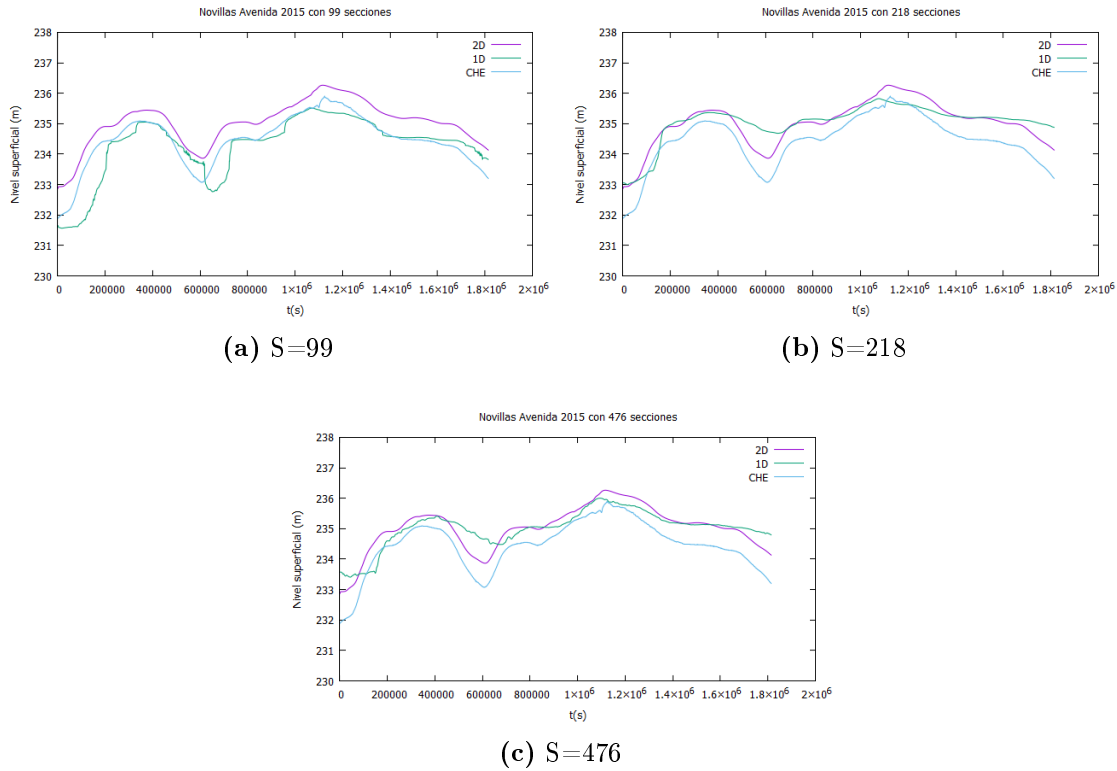 Novillas Avenida 2015 con 99 secciones
238
237
236
235
234
233
232
231
230
Nivel superficial (m)
2D
1D
CHE
0 200000 400000 600000 800000 1×10⁶ 1.2×10⁶ 1.4×10⁶ 1.6×10⁶ 1.8×10⁶ 2×10⁶
t(s)
(a) S=99
Novillas Avenida 2015 con 218 secciones
238
237
236
235
234
233
232
231
230
Nivel superficial (m)
2D
1D
CHE
0 200000 400000 600000 800000 1×10⁶ 1.2×10⁶ 1.4×10⁶ 1.6×10⁶ 1.8×10⁶ 2×10⁶
t(s)
(b) S=218
Novillas Avenida 2015 con 476 secciones
238
237
236
235
234
233
232
231
230
Nivel superficial (m)
2D
1D
CHE
0 200000 400000 600000 800000 1×10⁶ 1.2×10⁶ 1.4×10⁶ 1.6×10⁶ 1.8×10⁶ 2×10⁶
t(s)
(c) S=476